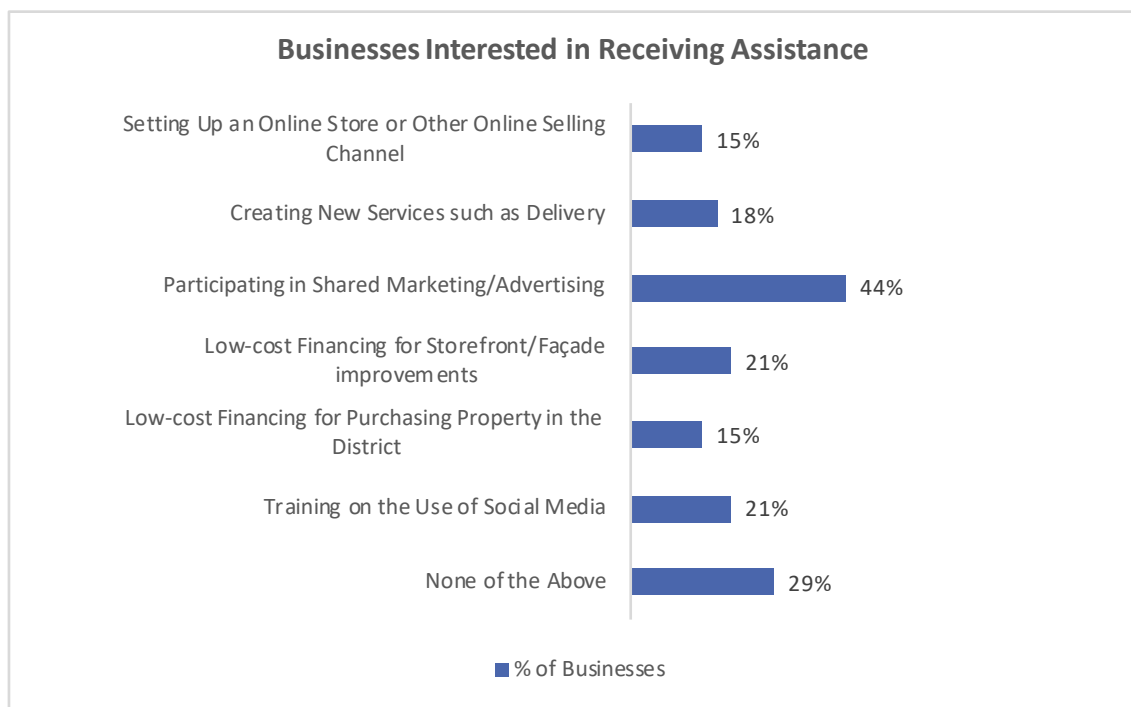 Businesses Interested in Receiving Assistance
Setting Up an Online Store or Other Online Selling
Channel
15%
Creating New Services such as Delivery
18%
Participating in Shared Marketing/Advertising
44%
Low-cost Financing for Storefront/Façade
improvements
21%
Low-cost Financing for Purchasing Property in the
District
15%
Training on the Use of Social Media
21%
None of the Above
29%
% of Businesses